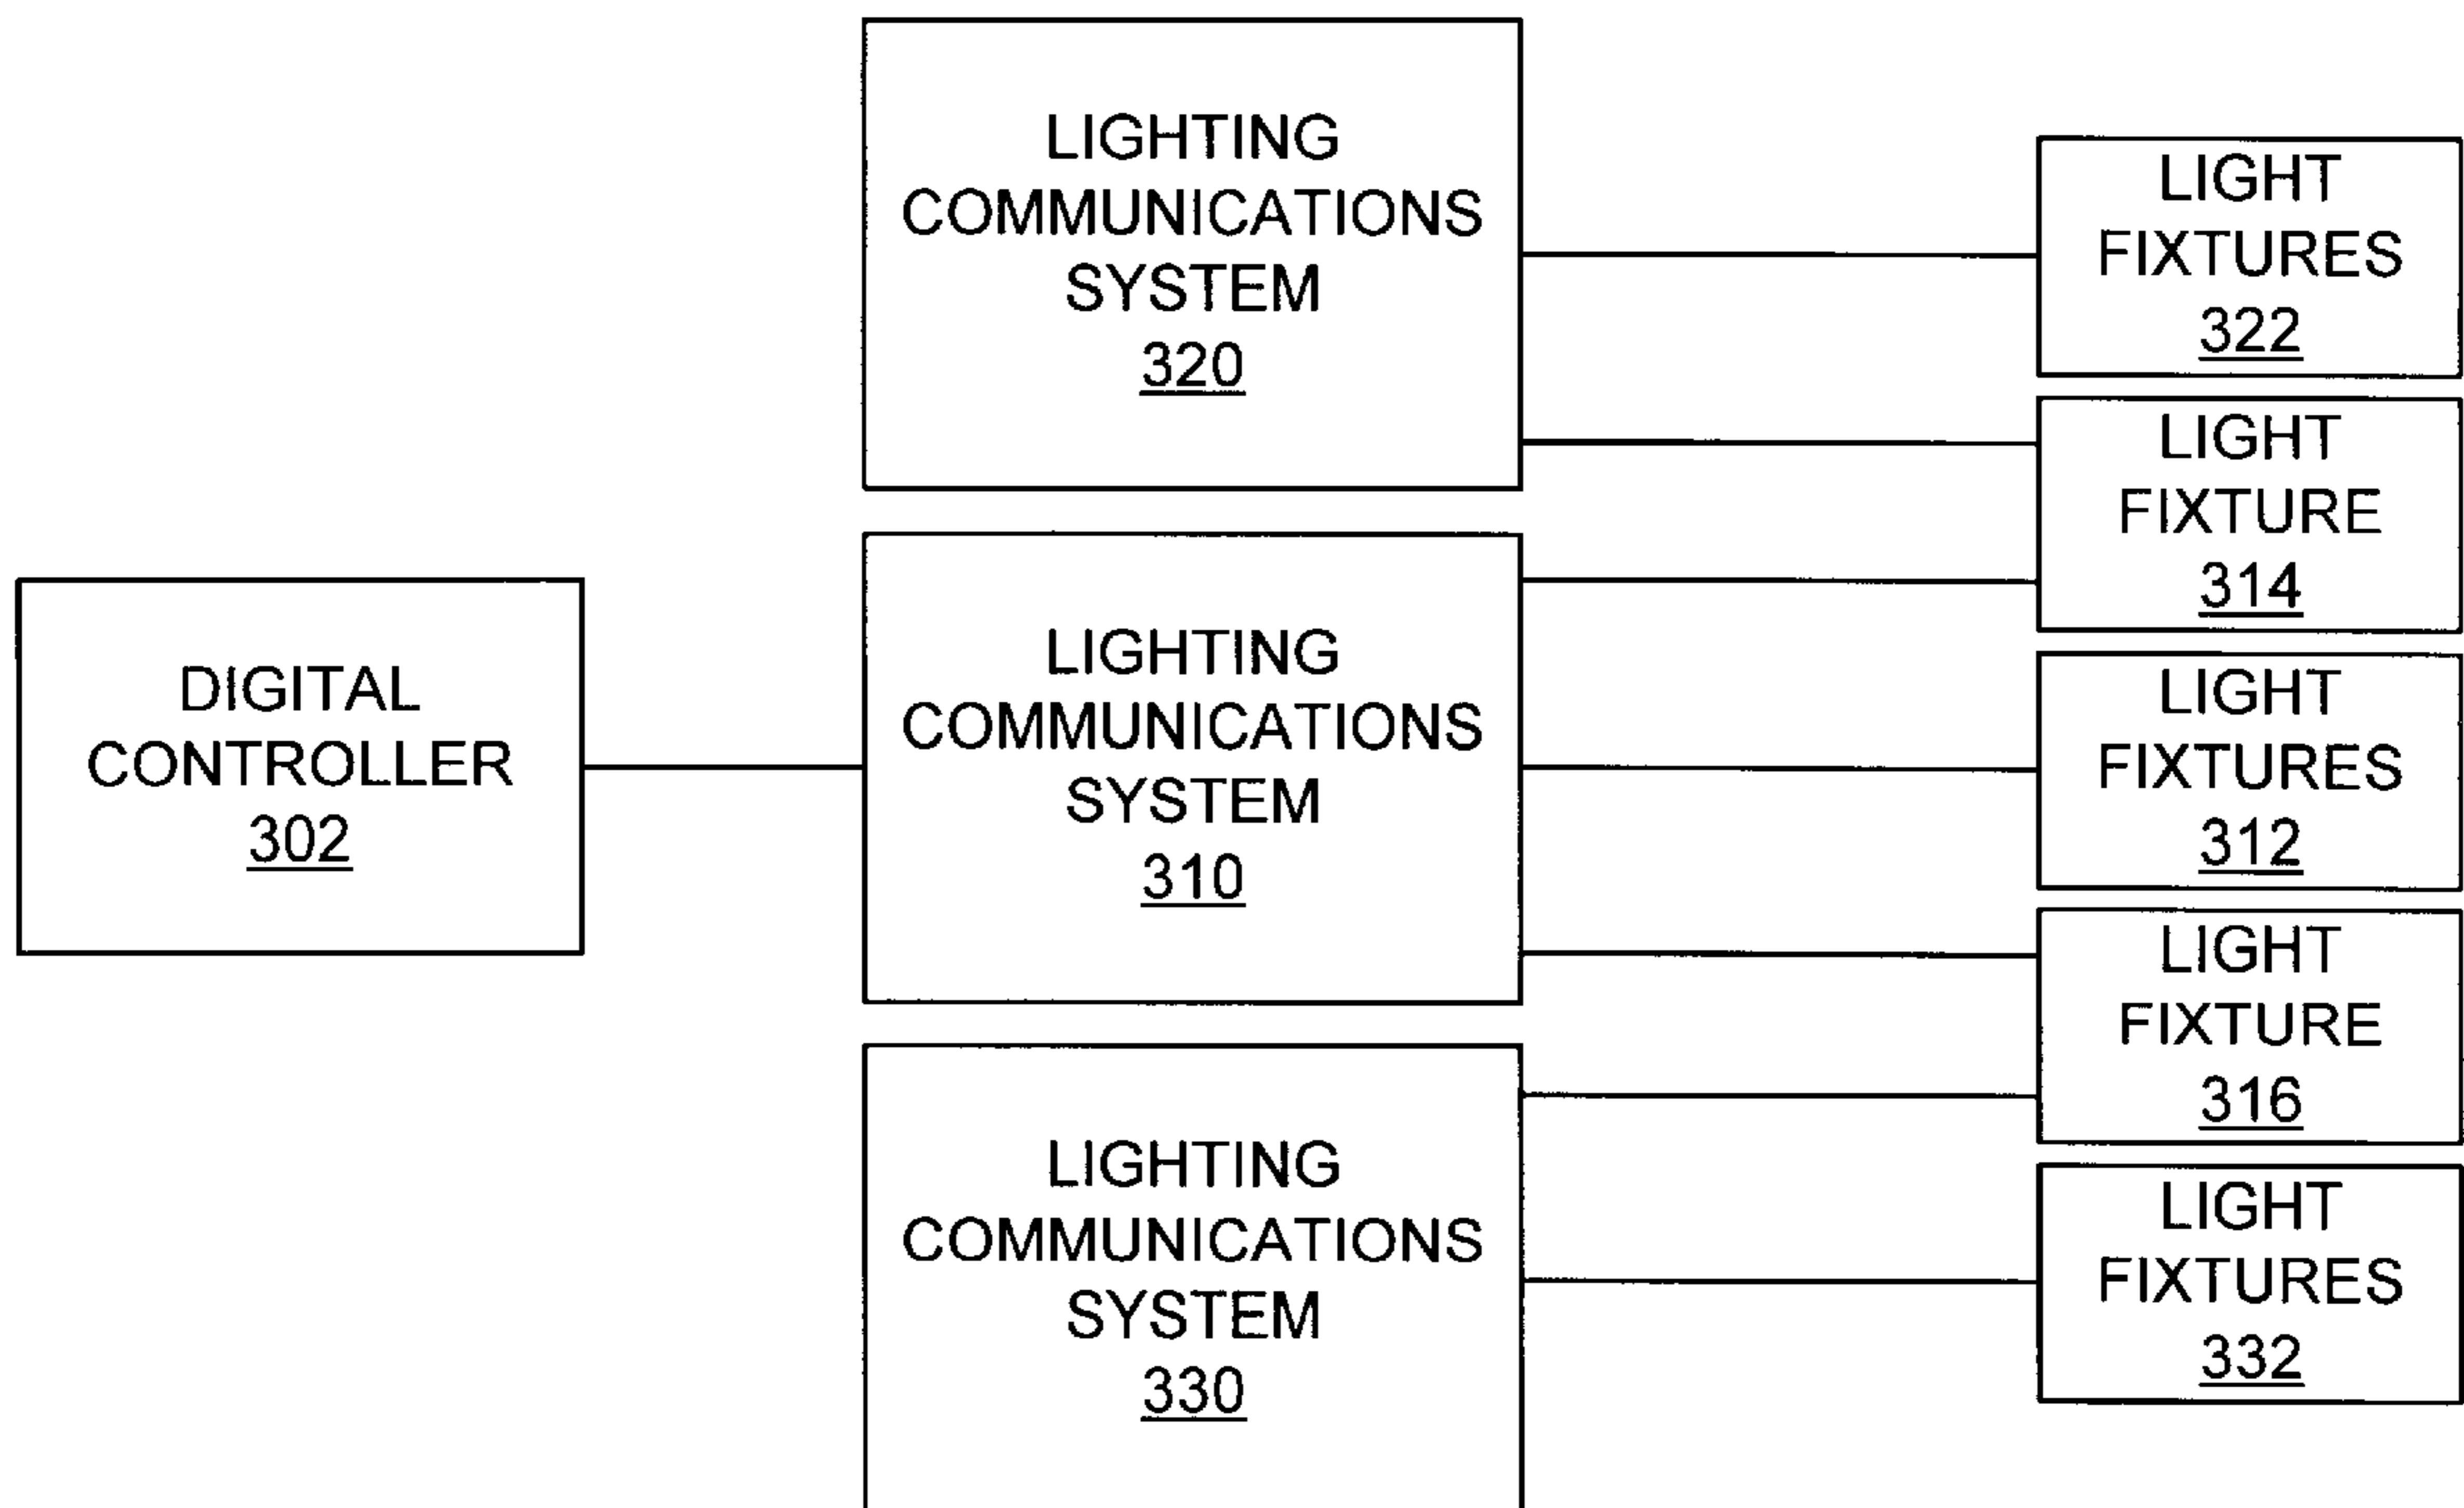 LIGHTING
COMMUNICATIONS
SYSTEM
320
LIGHT
FIXTURES
322
LIGHT
FIXTURE
314
DIGITAL
CONTROLLER
302
LIGHTING
COMMUNICATIONS
SYSTEM
310
LIGHT
FIXTURES
312
LIGHT
FIXTURE
316
LIGHTING
COMMUNICATIONS
SYSTEM
330
LIGHT
FIXTURES
332